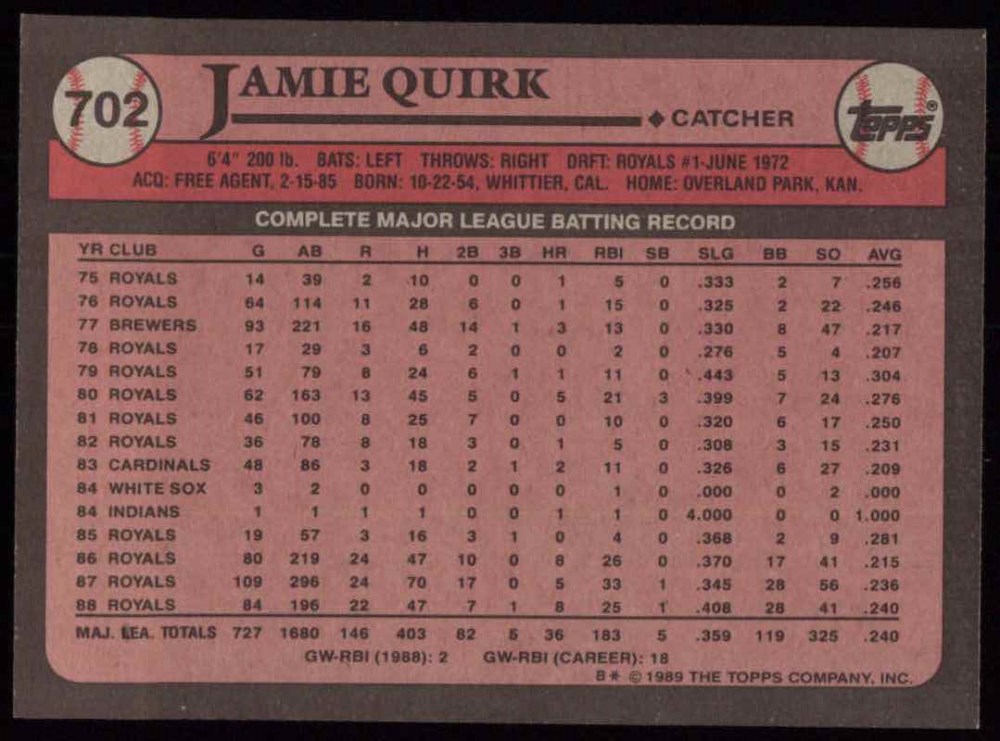 702
JAMIE QUIRK
◆ CATCHER
Topps®
6'4" 200 lb. BATS: LEFT THROWS: RIGHT DRFT: ROYALS #1-JUNE 1972
ACQ: FREE AGENT, 2-15-85 BORN: 10-22-54, WHITTIER, CAL. HOME: OVERLAND PARK, KAN.
COMPLETE MAJOR LEAGUE BATTING RECORD
YR CLUB G AB R H 2B 3B HR RBI SB SLG BB SO AVG
75 ROYALS 14 39 2 10 0 0 1 5 0 .333 2 7 .256
76 ROYALS 64 114 11 28 6 0 1 15 0 .325 2 22 .246
77 BREWERS 93 221 16 48 14 1 3 13 0 .330 8 47 .217
78 ROYALS 17 29 3 6 2 0 0 2 0 .276 5 4 .207
79 ROYALS 51 79 8 24 6 1 1 11 0 .443 5 13 .304
80 ROYALS 62 163 13 45 5 0 5 21 3 .399 7 24 .276
81 ROYALS 46 100 8 25 7 0 0 10 0 .320 6 17 .250
82 ROYALS 36 78 8 18 3 0 1 5 0 .308 3 15 .231
83 CARDINALS 48 86 3 18 2 1 2 11 0 .326 6 27 .209
84 WHITE SOX 3 2 0 0 0 0 0 1 0 .000 0 2 .000
84 INDIANS 1 1 1 1 0 0 1 1 0 4.000 0 0 1.000
85 ROYALS 19 57 3 16 3 1 0 4 0 .368 2 9 .281
86 ROYALS 80 219 24 47 10 0 8 26 0 .370 17 41 .215
87 ROYALS 109 296 24 70 17 0 5 33 1 .345 28 56 .236
88 ROYALS 84 196 22 47 7 1 8 25 1 .408 28 41 .240
MAJ. LEA. TOTALS 727 1680 146 403 82 5 36 183 5 .359 119 325 .240
GW-RBI (1988): 2 GW-RBI (CAREER): 18
B* © 1989 THE TOPPS COMPANY, INC.